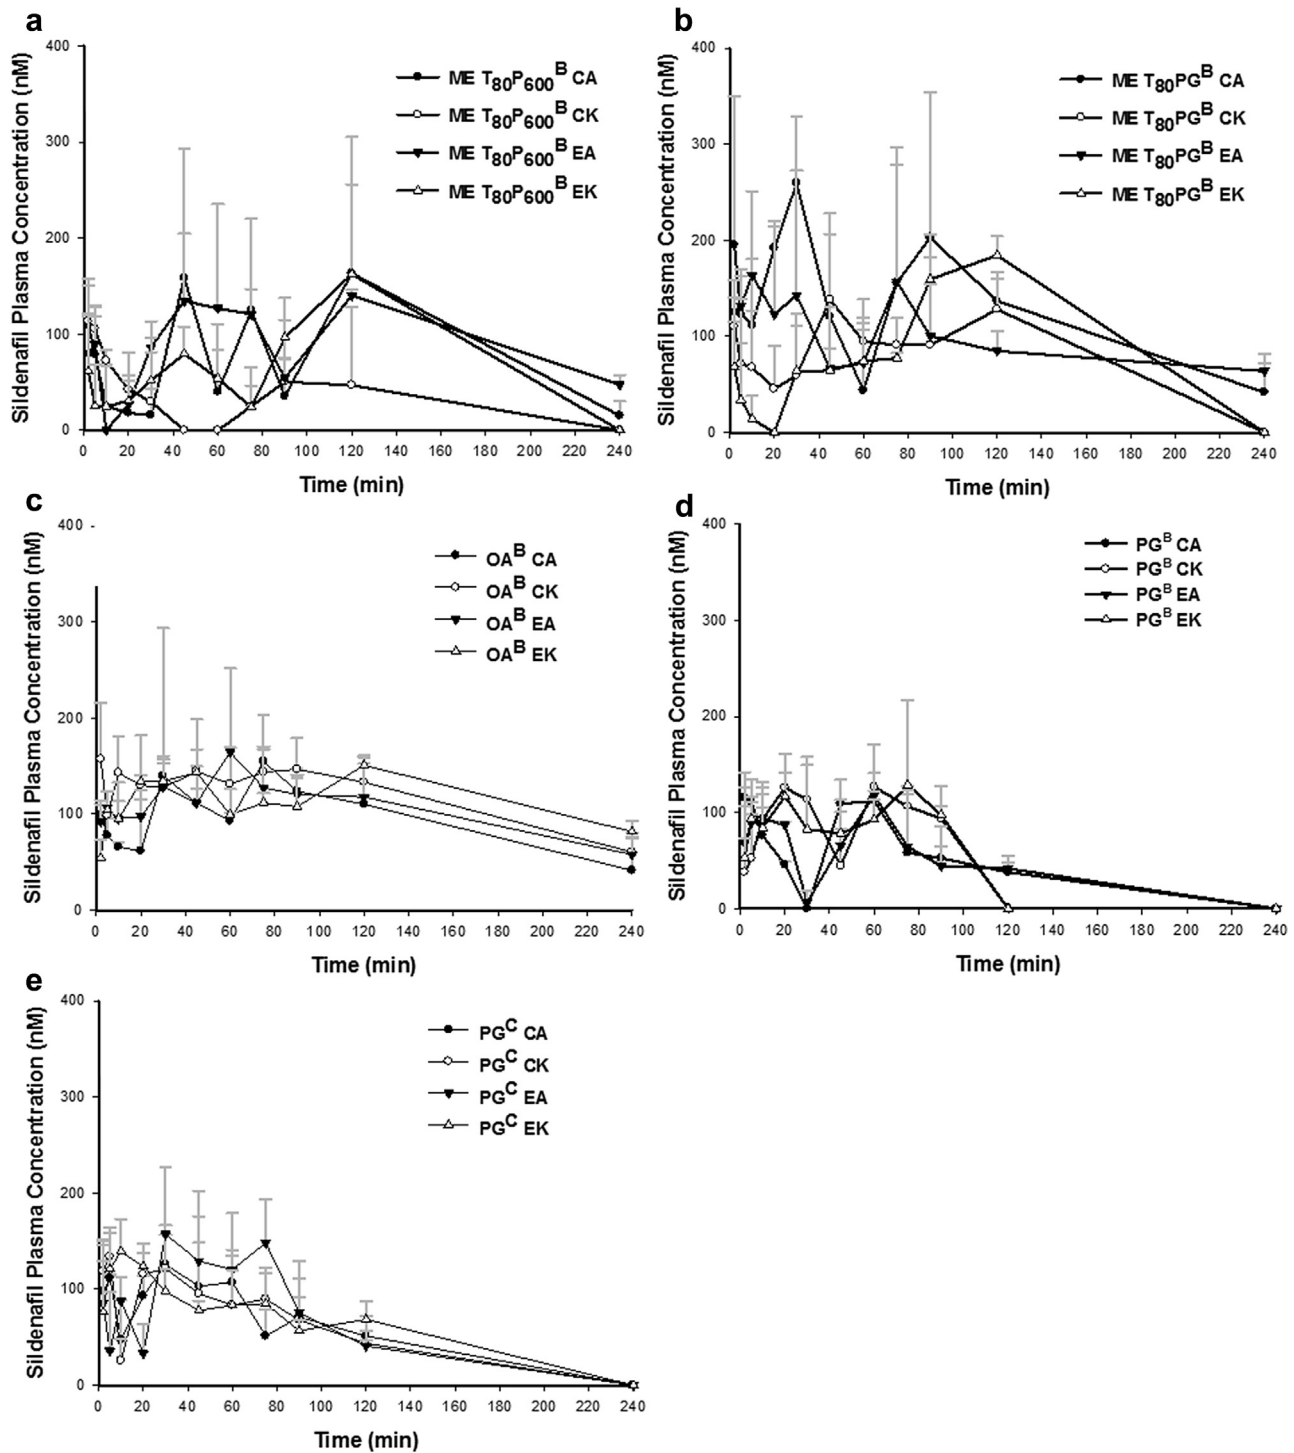 a
Sildenafil Plasma Concentration (nM)
400
300
200
100
0
ME T80P600B CA
ME T80P600B CK
ME T80P600B EA
ME T80P600B EK
0 20 40 60 80 100 120 140 160 180 200 220 240
Time (min)
b
Sildenafil Plasma Concentration (nM)
400
300
200
100
0
ME T80PGB CA
ME T80PGB CK
ME T80PGB EA
ME T80PGB EK
0 20 40 60 80 100 120 140 160 180 200 220 240
Time (min)
c
Sildenafil Plasma Concentration (nM)
400
300
200
100
0
OAB CA
OAB CK
OAB EA
OAB EK
0 20 40 60 80 100 120 140 160 180 200 220 240
Time (min)
d
Sildenafil Plasma Concentration (nM)
400
300
200
100
0
PGB CA
PGB CK
PGB EA
PGB EK
0 20 40 60 80 100 120 140 160 180 200 220 240
Time (min)
e
Sildenafil Plasma Concentration (nM)
400
300
200
100
0
PGC CA
PGC CK
PGC EA
PGC EK
0 20 40 60 80 100 120 140 160 180 200 220 240
Time (min)